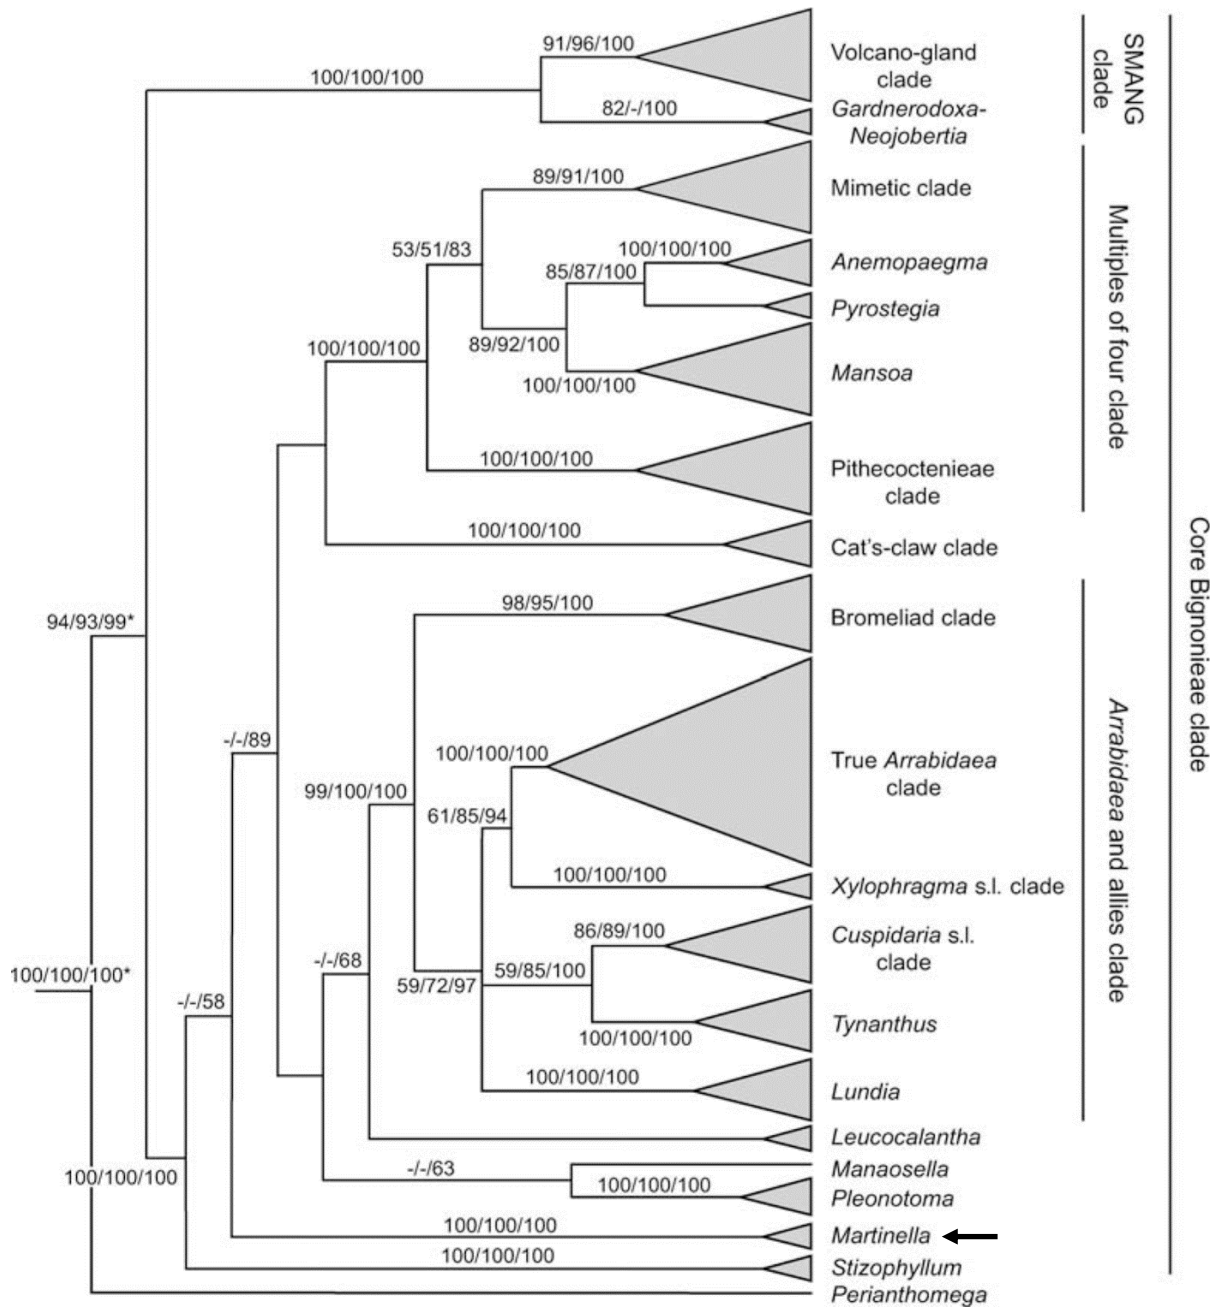 91/96/100
Volcano-gland
clade
100/100/100
82/-/100
Gardnerodoxa-
Neojobertia
SMANG
clade
89/91/100
Mimetic clade
53/51/83
100/100/100
Anemopaegma
85/87/100
Pyrostegia
89/92/100
100/100/100
100/100/100
Mansoa
Multiples of four clade
100/100/100
Pithecoctenieae
clade
100/100/100
Cat's-claw clade
98/95/100
Bromeliad clade
94/93/99*
-/-/89
100/100/100
True Arrabidaea
clade
99/100/100
61/85/94
100/100/100
Xylophragma s.l. clade
86/89/100
Cuspidaria s.l.
clade
-/-/68
59/72/97
59/85/100
100/100/100*
-/-/58
Tynanthus
100/100/100
100/100/100
Lundia
Arrabidaea and allies clade
Core Bignonieae clade
Leucocalantha
-/-/63
Manaosella
100/100/100
100/100/100
Pleonotoma
100/100/100
Martinella
100/100/100
Stizophyllum
Perianthomega